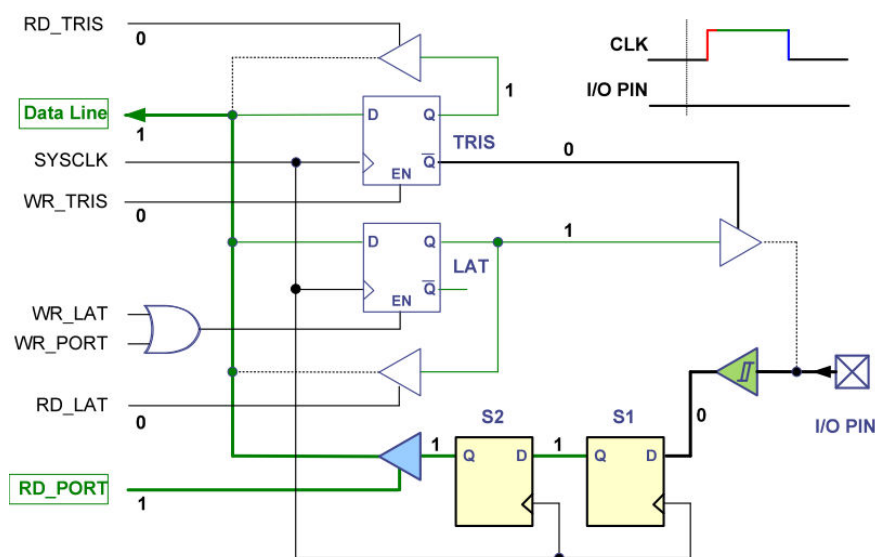 RD_TRIS
0
CLK
I/O PIN
1
Data Line
1
D Q
TRIS
SYSCLK
Q
0
EN
WR_TRIS
0
D Q
1
LAT
Q
EN
WR_LAT
WR_PORT
RD_LAT
0
0
I/O PIN
S2
S1
1
Q D
1
Q D
RD_PORT
1